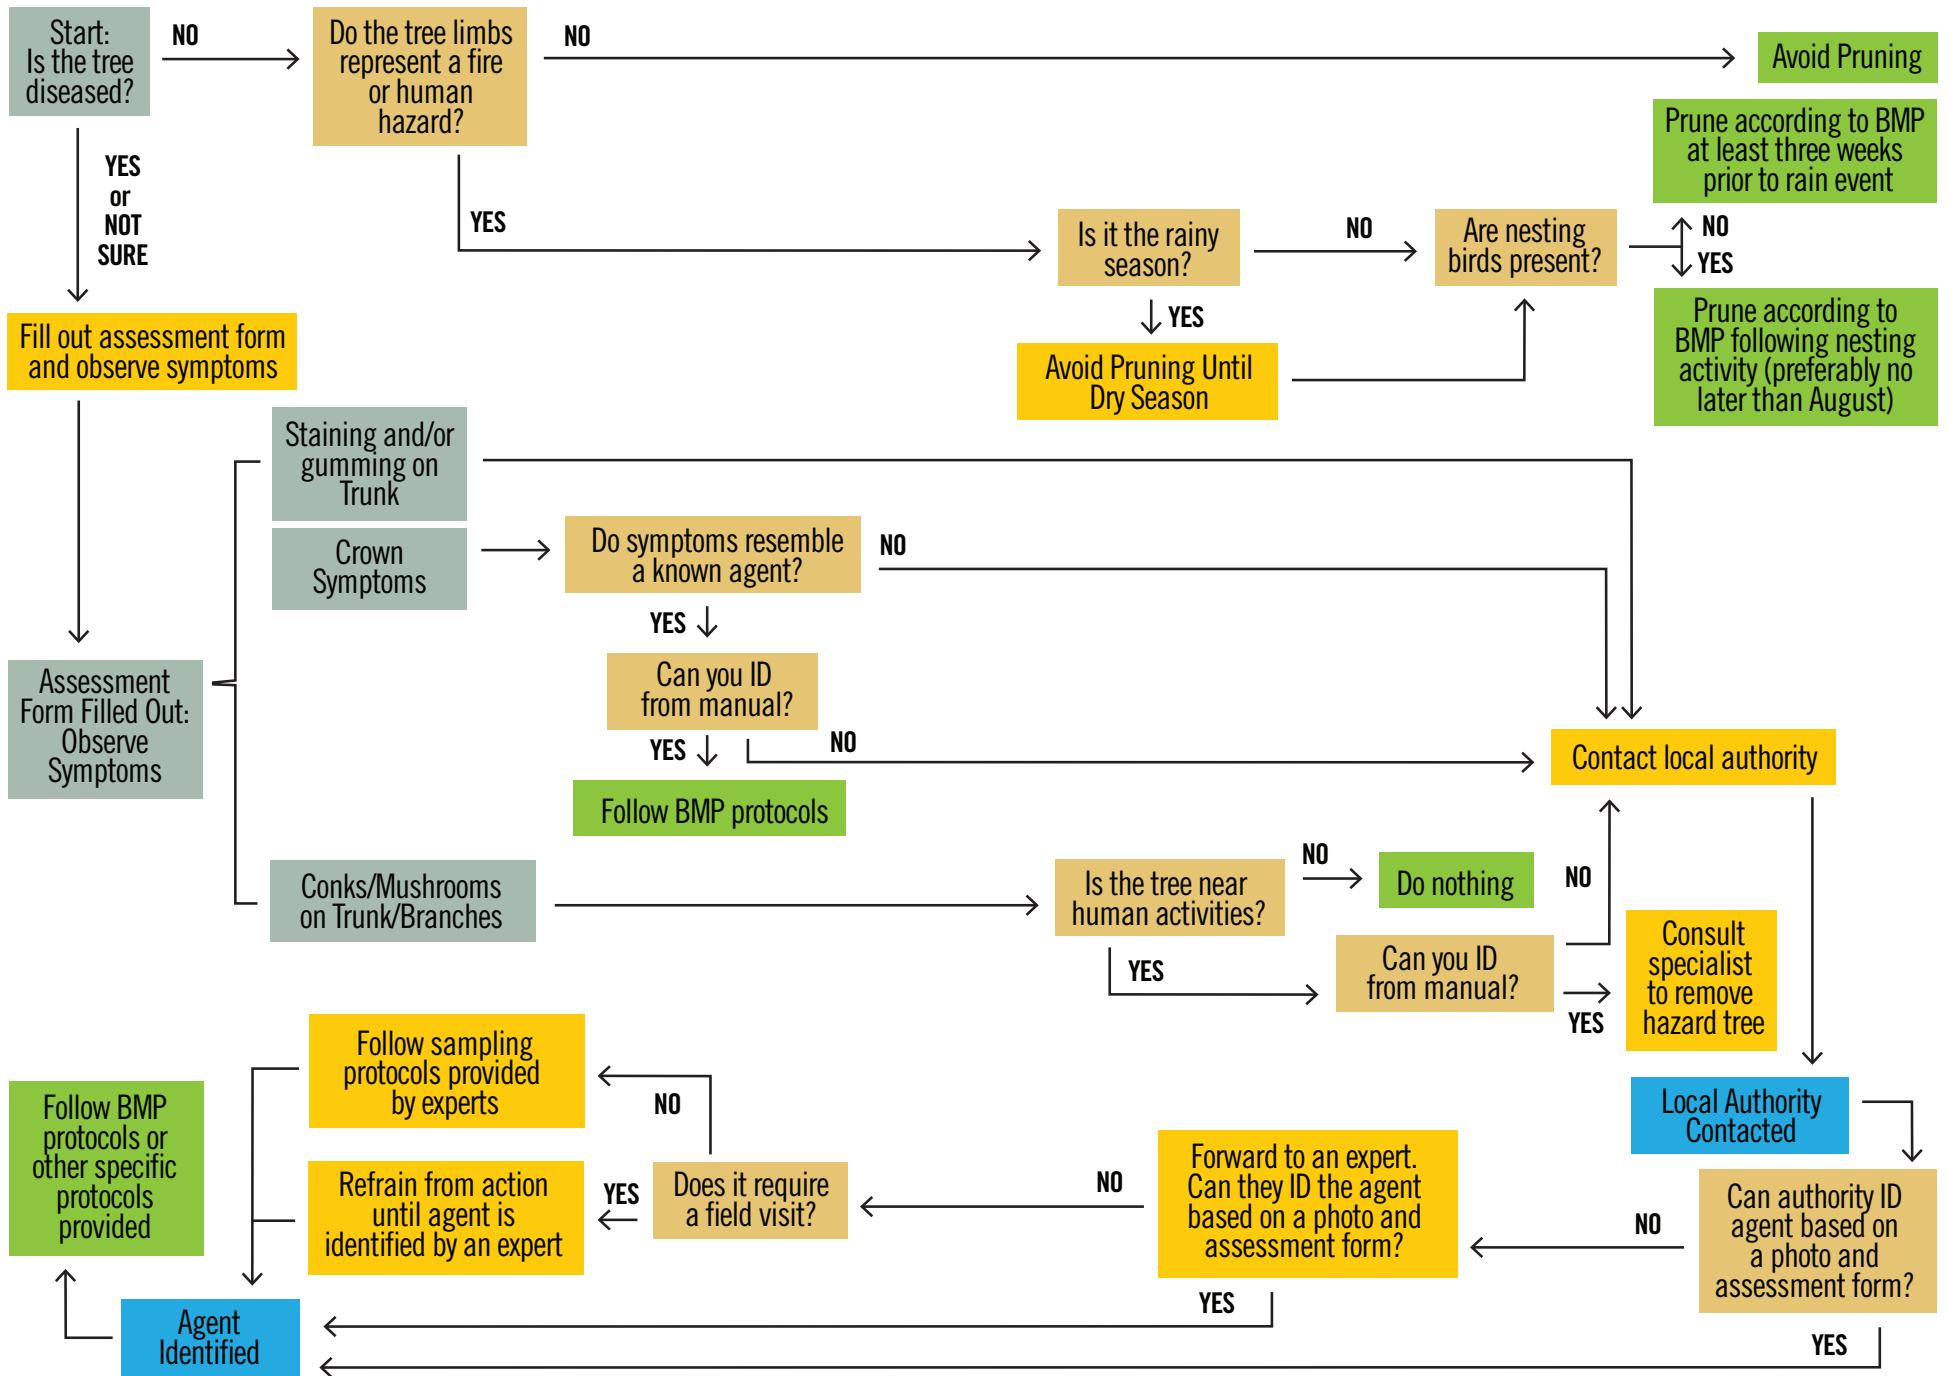 Start:
Is the tree
diseased?
NO
Do the tree limbs
represent a fire
or human
hazard?
NO
Avoid Pruning
YES
or
NOT
SURE
YES
Is it the rainy
season?
NO
Are nesting
birds present?
Prune according to BMP
at least three weeks
prior to rain event
NO
YES
Prune according to
BMP following nesting
activity (preferably no
later than August)
YES
Avoid Pruning Until
Dry Season
Fill out assessment form
and observe symptoms
Staining and/or
gumming on
Trunk
Crown
Symptoms
Do symptoms resemble
a known agent?
NO
YES
Can you ID
from manual?
YES
NO
Follow BMP protocols
Contact local authority
Assessment
Form Filled Out:
Observe
Symptoms
Conks/Mushrooms
on Trunk/Branches
Is the tree near
human activities?
NO
Do nothing
NO
YES
Can you ID
from manual?
YES
Consult
specialist
to remove
hazard tree
Local Authority
Contacted
Can authority ID
agent based on
a photo and
assessment form?
NO
YES
Forward to an expert.
Can they ID the agent
based on a photo and
assessment form?
NO
YES
Does it require
a field visit?
NO
YES
Follow sampling
protocols provided
by experts
Refrain from action
until agent is
identified by an expert
Agent
Identified
Follow BMP
protocols or
other specific
protocols
provided